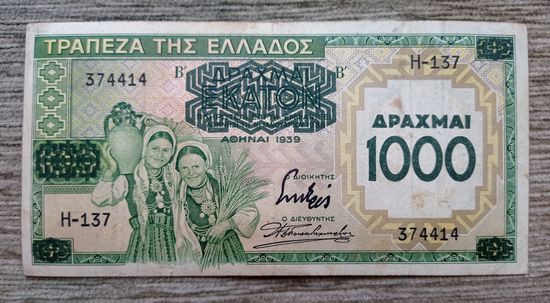 ΤΡΑΠΕΖΑ ΤΗΣ ΕΛΛΑΔΟΣ
374414 Β΄ ΔΡΑΧΜΑΙ Β΄ Η-137
ΕΚΑΤΟΝ
ΑΘΗΝΑΙ 1939
ΔΡΑΧΜΑΙ
1000
Ο ΔΙΟΙΚΗΤΗΣ
Ο ΔΙΕΥΘΥΝΤΗΣ
Η-137
374414